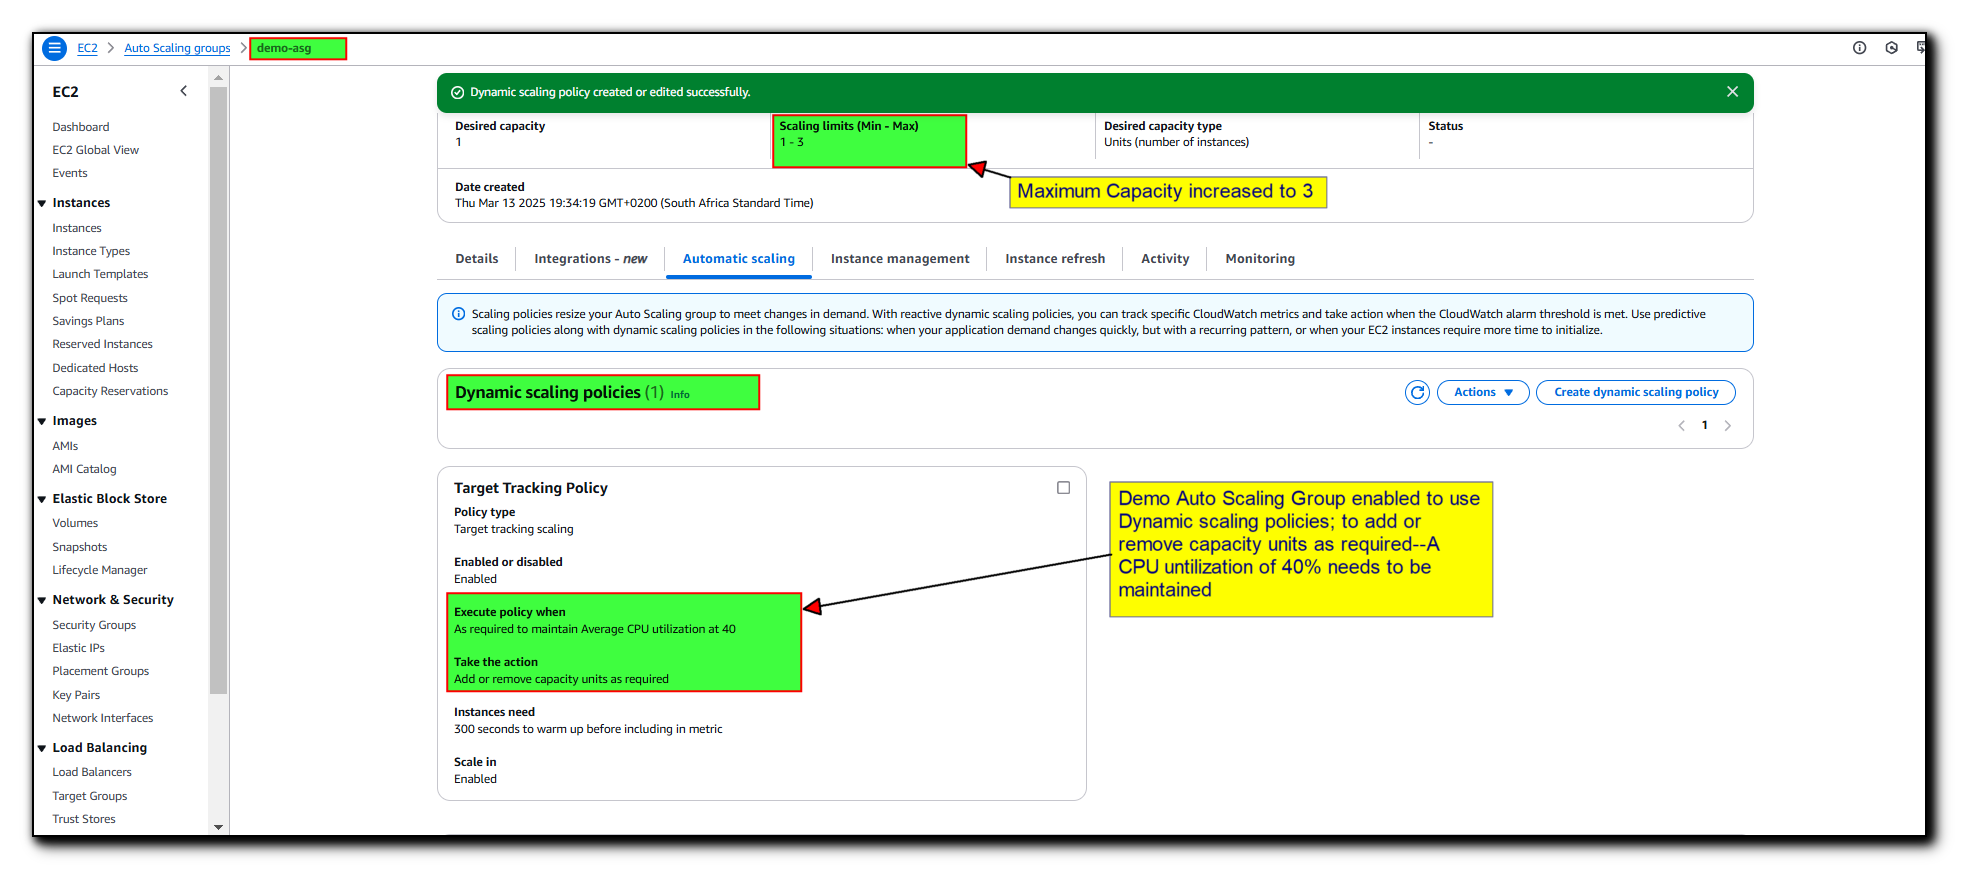 EC2 > Auto Scaling groups > demo-asg
EC2
Dashboard
EC2 Global View
Events
Instances
Instances
Instance Types
Launch Templates
Spot Requests
Savings Plans
Reserved Instances
Dedicated Hosts
Capacity Reservations
Images
AMIs
AMI Catalog
Elastic Block Store
Volumes
Snapshots
Lifecycle Manager
Network & Security
Security Groups
Elastic IPs
Placement Groups
Key Pairs
Network Interfaces
Load Balancing
Load Balancers
Target Groups
Trust Stores
Dynamic scaling policy created or edited successfully.
Desired capacity
1
Scaling limits (Min - Max)
1 - 3
Desired capacity type
Units (number of instances)
Status
-
Maximum Capacity increased to 3
Date created
Thu Mar 13 2025 19:34:19 GMT+0200 (South Africa Standard Time)
Details
Integrations - new
Automatic scaling
Instance management
Instance refresh
Activity
Monitoring
Scaling policies resize your Auto Scaling group to meet changes in demand. With reactive dynamic scaling policies, you can track specific CloudWatch metrics and take action when the CloudWatch alarm threshold is met. Use predictive
scaling policies along with dynamic scaling policies in the following situations: when your application demand changes quickly, but with a recurring pattern, or when your EC2 instances require more time to initialize.
Dynamic scaling policies (1) Info
Actions
Create dynamic scaling policy
1
Target Tracking Policy
Policy type
Target tracking scaling
Enabled or disabled
Enabled
Execute policy when
As required to maintain Average CPU utilization at 40
Take the action
Add or remove capacity units as required
Instances need
300 seconds to warm up before including in metric
Scale in
Enabled
Demo Auto Scaling Group enabled to use
Dynamic scaling policies; to add or
remove capacity units as required--A
CPU untilization of 40% needs to be
maintained